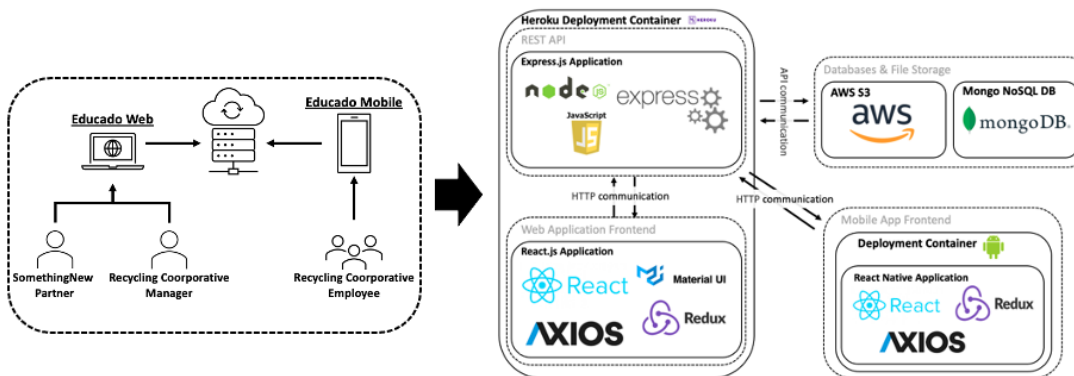 Educado Web
Educado Mobile
SomethingNew
Partner
Recycling Coorporative
Manager
Recycling Coorporative
Employee
Heroku Deployment Container
HEROKU
REST API
Express.js Application
node
JS
express
JavaScript
JS
HTTP communication
Web Application Frontend
React.js Application
React
Material UI
AXIOS
Redux
API
communication
Databases & File Storage
AWS S3
aws
Mongo NoSQL DB
mongoDB.
HTTP communication
Mobile App Frontend
Deployment Container
React Native Application
React
Redux
AXIOS